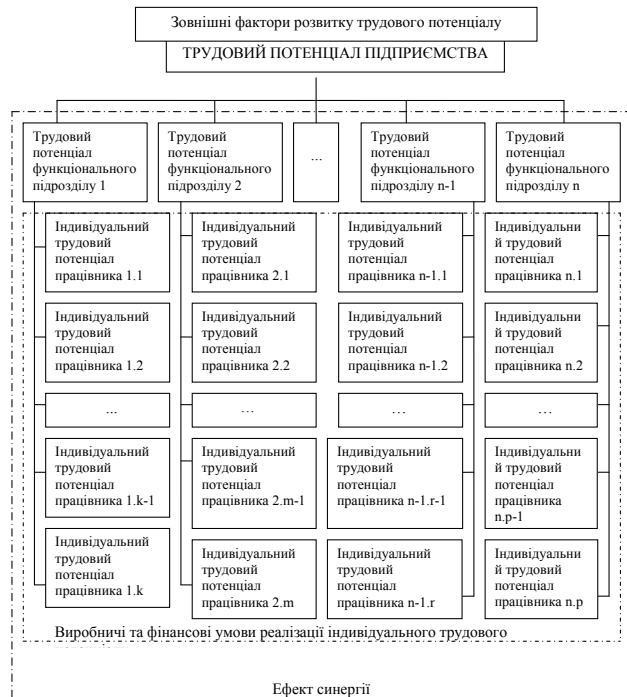 Зовнішні фактори розвитку трудового потенціалу
ТРУДОВИЙ ПОТЕНЦІАЛ ПІДПРИЄМСТВА
Трудовий
потенціал
функціонального
підрозділу 1
Трудовий
потенціал
функціонального
підрозділу 2
...
Трудовий
потенціал
функціонального
підрозділу n-1
Трудовий
потенціал
функціонального
підрозділу n
Індивідуальний
трудовий
потенціал
працівника 1.1
Індивідуальний
трудовий
потенціал
працівника 2.1
Індивідуальний
трудовий
потенціал
працівника n-1.1
Індивідуальни
й трудовий
потенціал
працівника n.1
Індивідуальний
трудовий
потенціал
працівника 1.2
Індивідуальний
трудовий
потенціал
працівника 2.2
Індивідуальний
трудовий
потенціал
працівника n-1.2
Індивідуальни
й трудовий
потенціал
працівника n.2
...
…
…
…
Індивідуальний
трудовий
потенціал
працівника 1.k-1
Індивідуальний
трудовий
потенціал
працівника 2.m-1
Індивідуальний
трудовий
потенціал
працівника n-1.r-1
Індивідуальни
й трудовий
потенціал
працівника
n.p-1
Індивідуальний
трудовий
потенціал
працівника 1.k
Індивідуальний
трудовий
потенціал
працівника 2.m
Індивідуальний
трудовий
потенціал
працівника n-1.r
Індивідуальни
й трудовий
потенціал
працівника n.p
Виробничі та фінансові умови реалізації індивідуального трудового
Ефект синергії